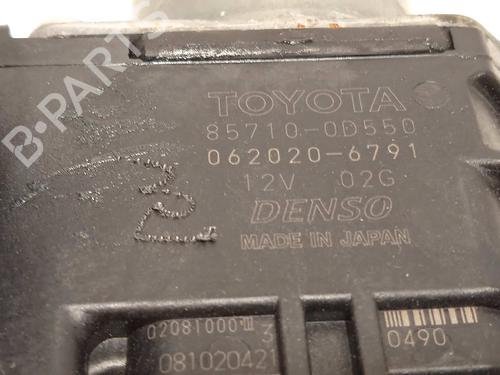 B-PARTS
TOYOTA
85710-0D550
062020-6791
12V 02G
DENSO
MADE IN JAPAN
02081000 3
081020421
0490